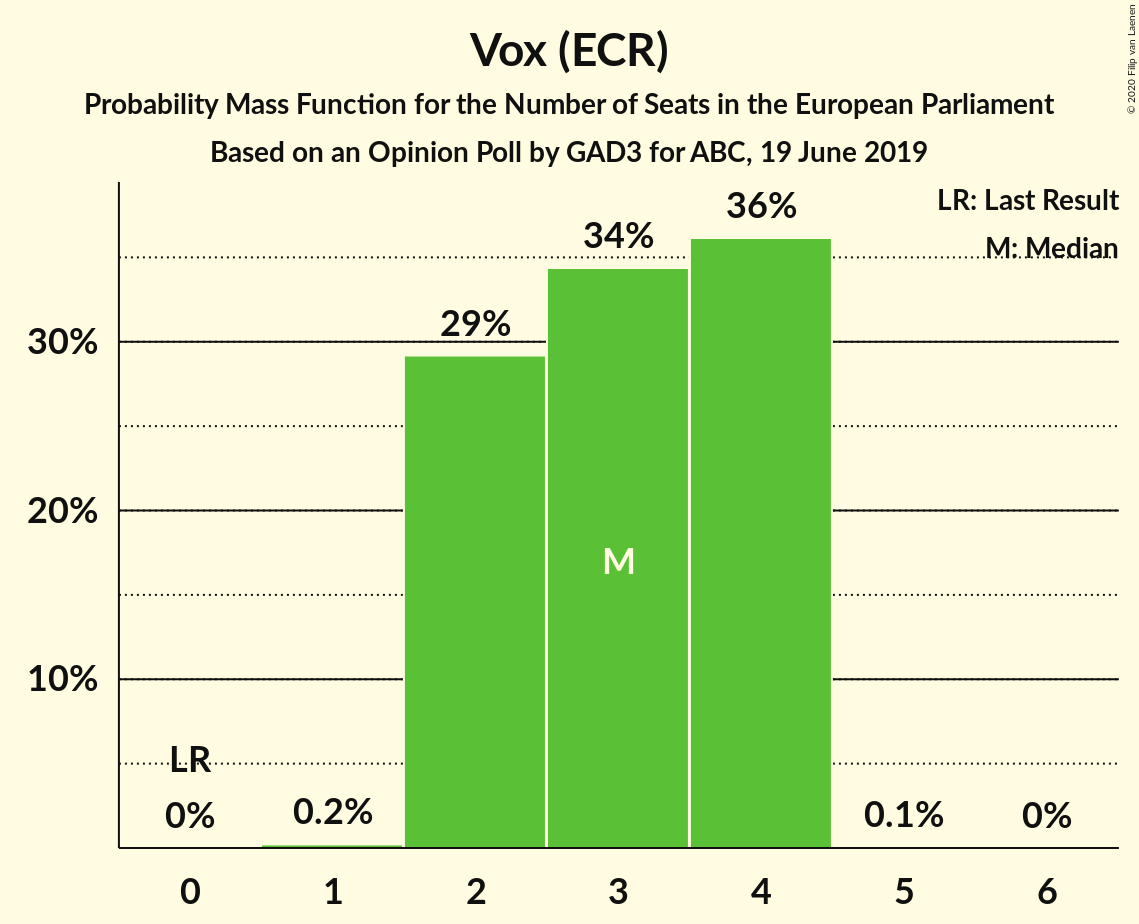 Vox (ECR)
Probability Mass Function for the Number of Seats in the European Parliament
Based on an Opinion Poll by GAD3 for ABC, 19 June 2019
© 2020 Filip van Laenen
LR: Last Result
M: Median
36%
34%
29%
30%
20%
M
10%
LR
0%
0.2%
0.1%
0%
0 1 2 3 4 5 6